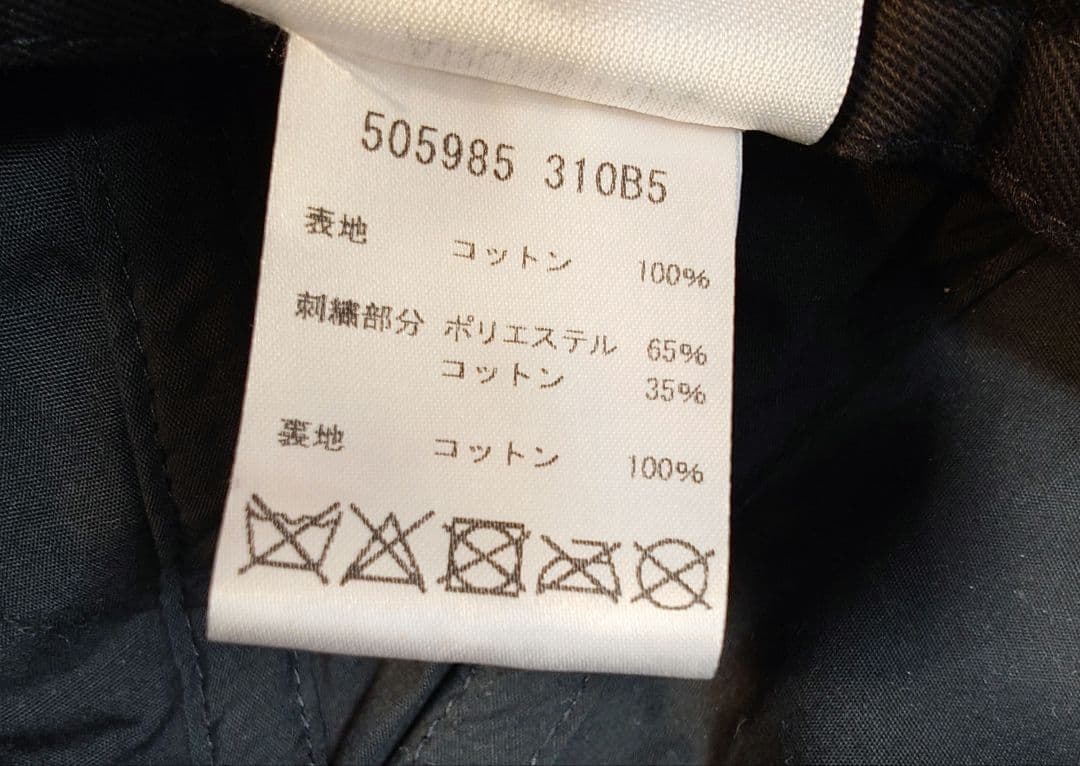 505985 310B5
表地 コットン 100%
刺繍部分 ポリエステル 65%
コットン 35%
裏地 コットン 100%